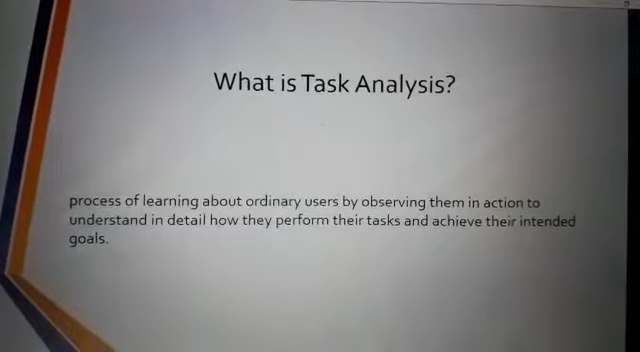 What is Task Analysis?
process of learning about ordinary users by observing them in action to
understand in detail how they perform their tasks and achieve their intended
goals.